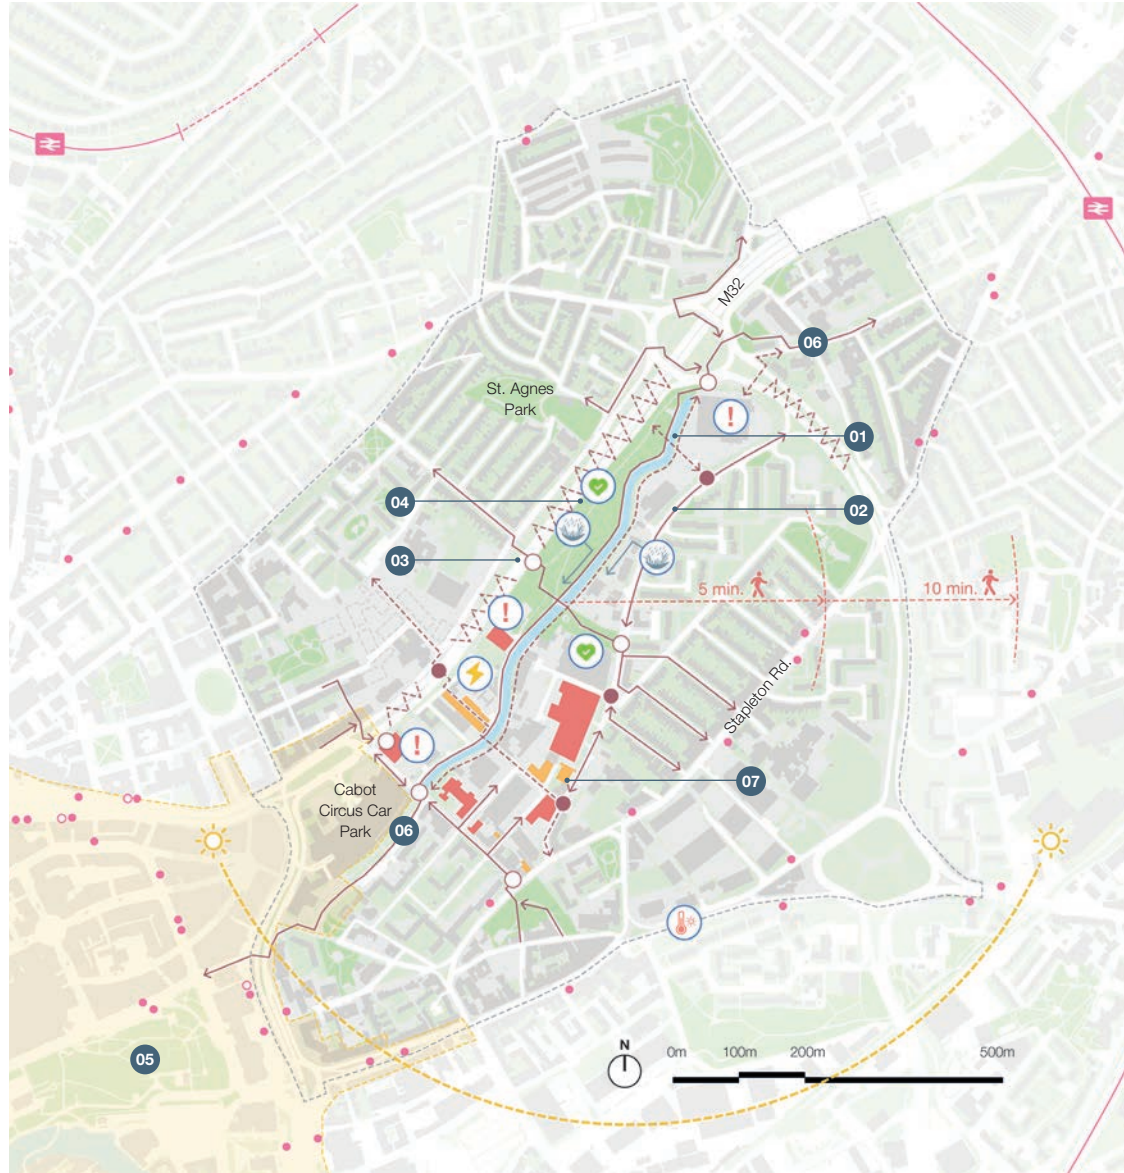 M32
06
St. Agnes
Park
!
01
04
02
03
5 min.
10 min.
!
Stapleton Rd.
!
07
Cabot
Circus Car
Park
06
05
N
0m
100m
200m
500m